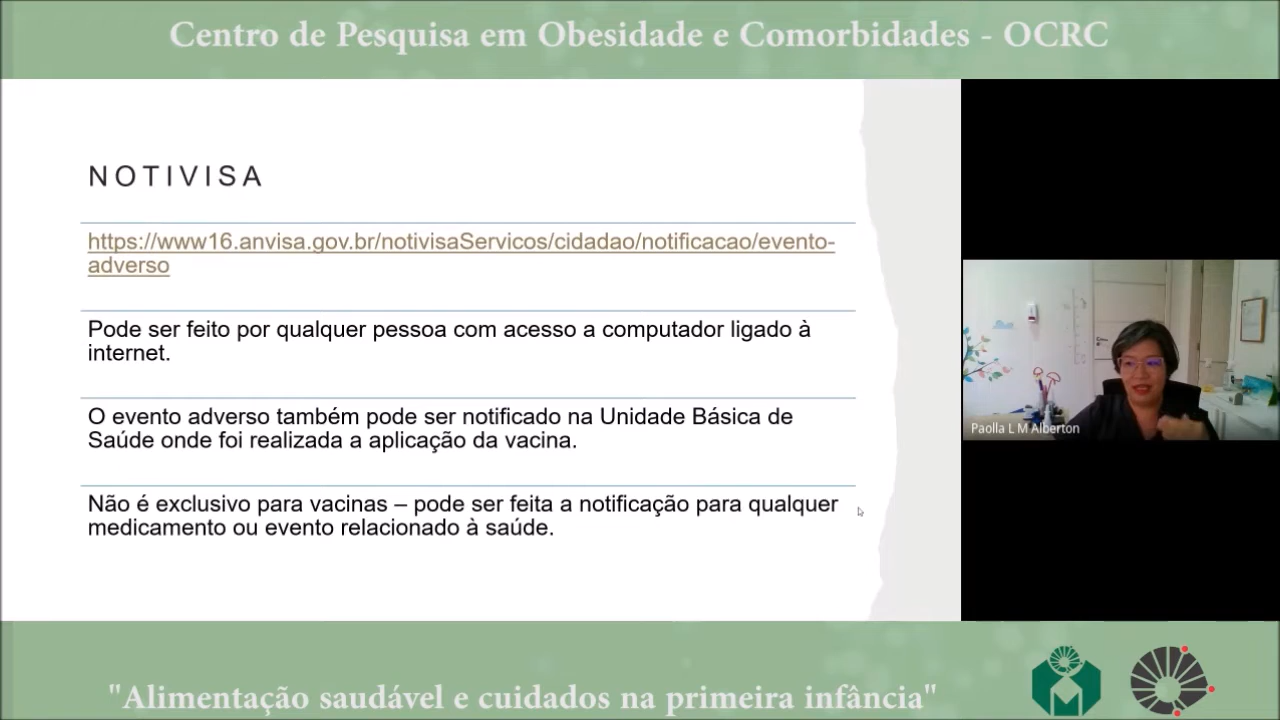 Centro de Pesquisa em Obesidade e Comorbidades - OCRC
NOTIVISA
https://www16.anvisa.gov.br/notivisaServicos/cidadao/notificacao/evento-
adverso
Pode ser feito por qualquer pessoa com acesso a computador ligado à
internet.
O evento adverso também pode ser notificado na Unidade Básica de
Saúde onde foi realizada a aplicação da vacina.
Não é exclusivo para vacinas – pode ser feita a notificação para qualquer
medicamento ou evento relacionado à saúde.
Paolla L M Alberton
"Alimentação saudável e cuidados na primeira infância"